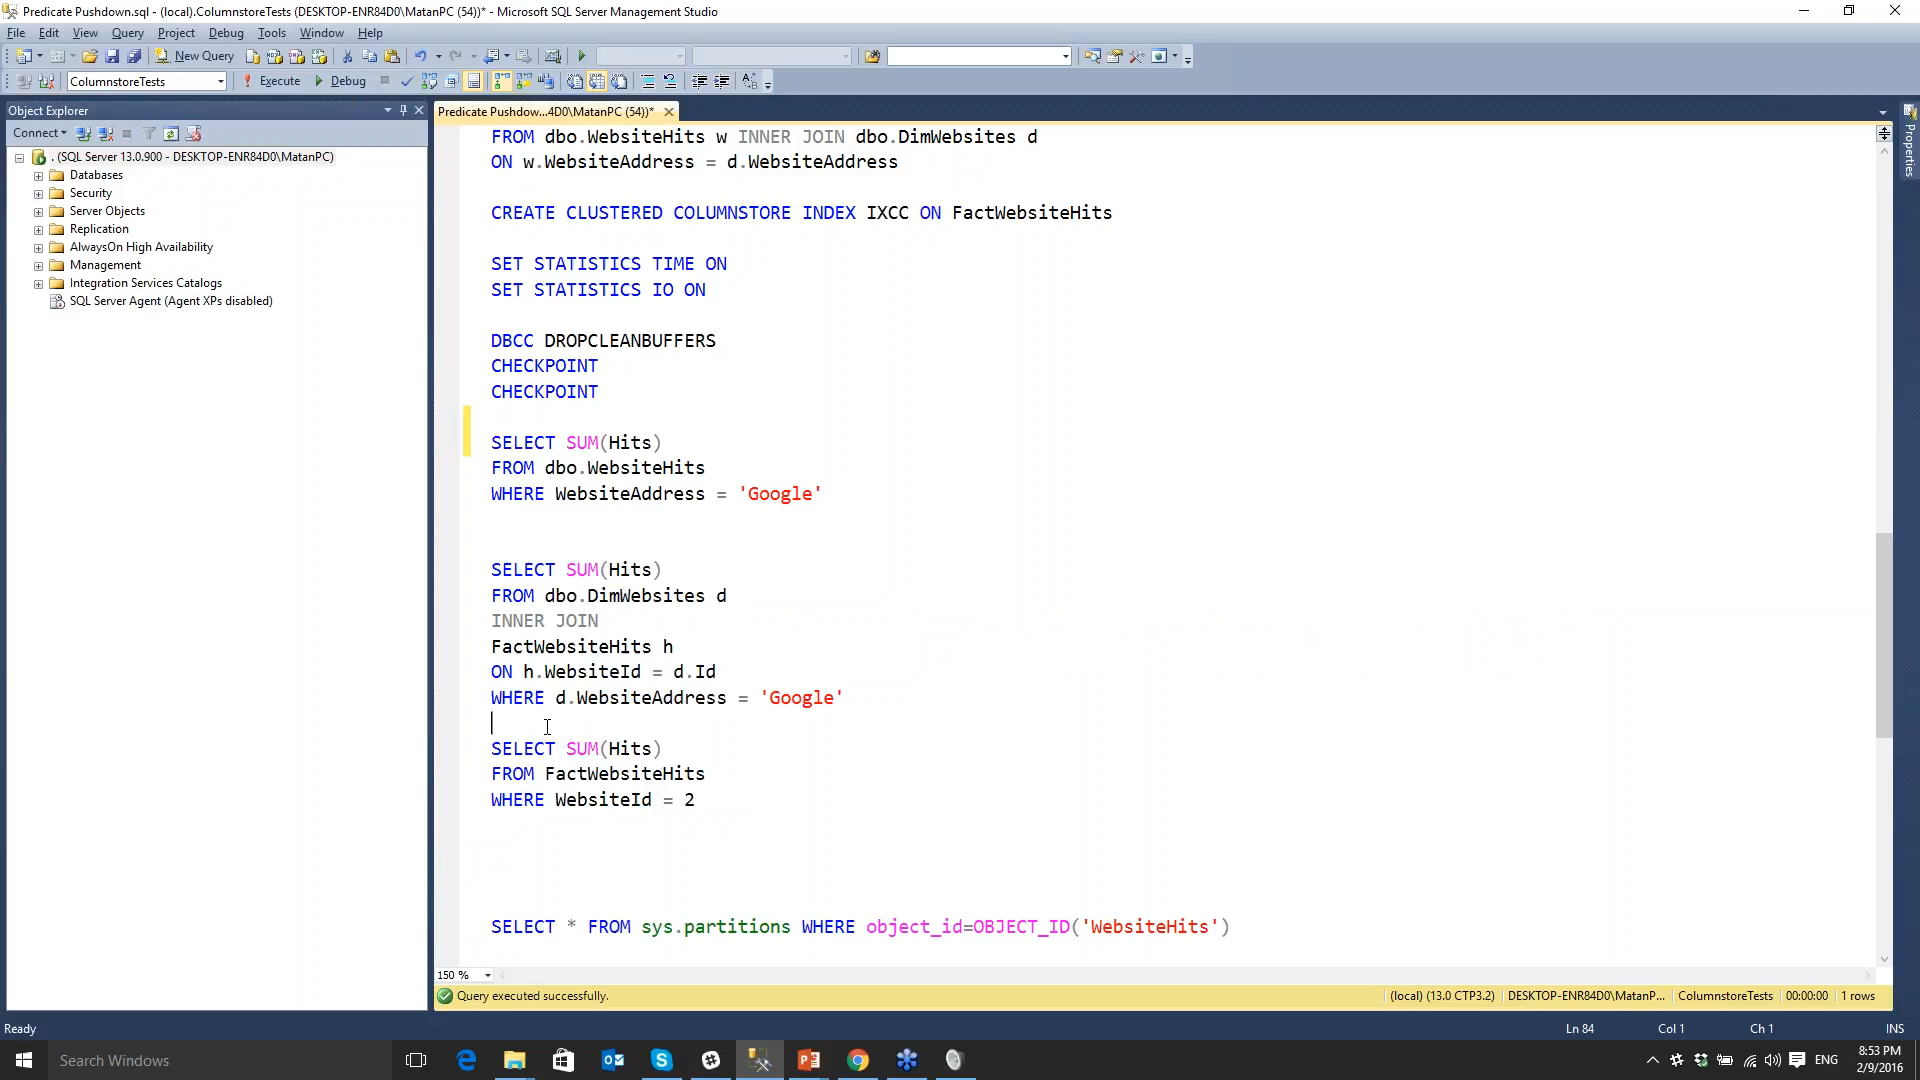 Predicate Pushdown.sql - (local).ColumnstoreTests (DESKTOP-ENR84D0\MatanPC (54))* - Microsoft SQL Server Management Studio
File Edit View Query Project Debug Tools Window Help
New Query
ColumnstoreTests Execute Debug
Object Explorer
Connect
. (SQL Server 13.0.900 - DESKTOP-ENR84D0\MatanPC)
Databases
Security
Server Objects
Replication
AlwaysOn High Availability
Management
Integration Services Catalogs
SQL Server Agent (Agent XPs disabled)
Predicate Pushdow...4D0\MatanPC (54))*
Properties
FROM dbo.WebsiteHits w INNER JOIN dbo.DimWebsites d
ON w.WebsiteAddress = d.WebsiteAddress
CREATE CLUSTERED COLUMNSTORE INDEX IXCC ON FactWebsiteHits
SET STATISTICS TIME ON
SET STATISTICS IO ON
DBCC DROPCLEANBUFFERS
CHECKPOINT
CHECKPOINT
SELECT SUM(Hits)
FROM dbo.WebsiteHits
WHERE WebsiteAddress = 'Google'
SELECT SUM(Hits)
FROM dbo.DimWebsites d
INNER JOIN
FactWebsiteHits h
ON h.WebsiteId = d.Id
WHERE d.WebsiteAddress = 'Google'
SELECT SUM(Hits)
FROM FactWebsiteHits
WHERE WebsiteId = 2
SELECT * FROM sys.partitions WHERE object_id=OBJECT_ID('WebsiteHits')
150 %
Query executed successfully. (local) (13.0 CTP3.2) DESKTOP-ENR84D0\MatanP... ColumnstoreTests 00:00:00 1 rows
Ready Ln 84 Col 1 Ch 1 INS
Search Windows
ENG
8:53 PM
2/9/2016